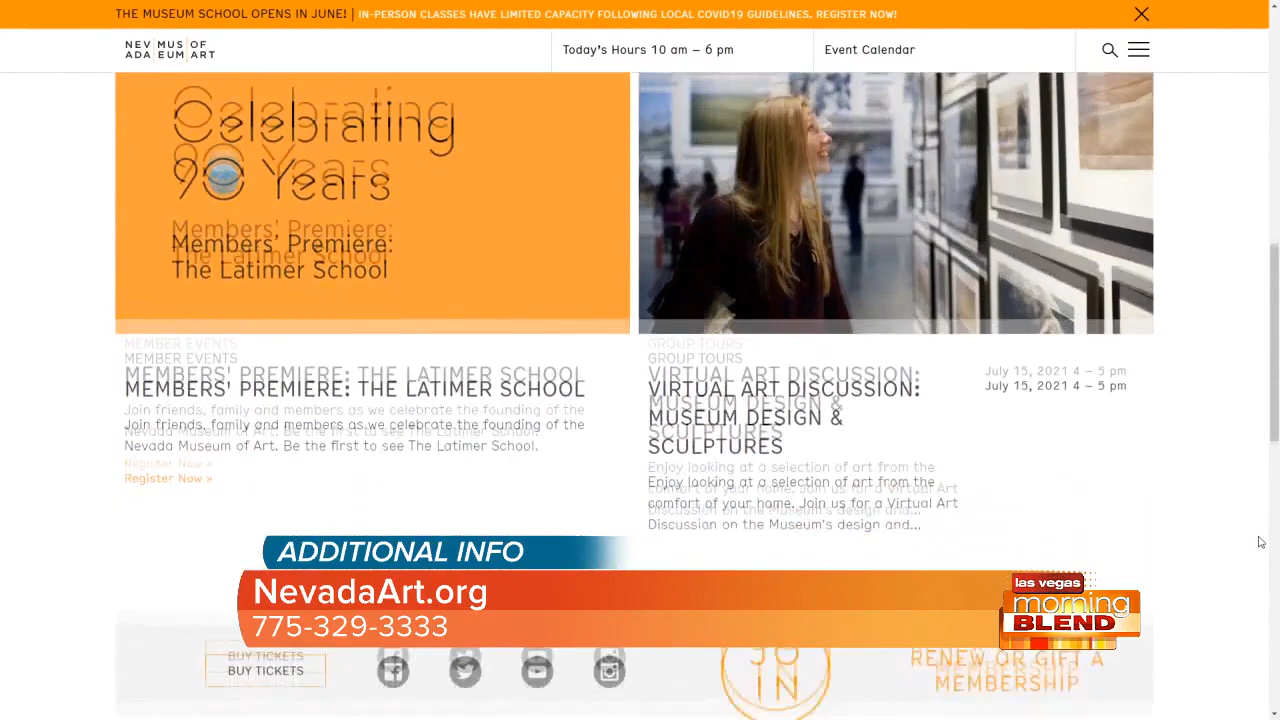 THE MUSEUM SCHOOL OPENS IN JUNE! | IN-PERSON CLASSES HAVE LIMITED CAPACITY FOLLOWING LOCAL COVID19 GUIDELINES. REGISTER NOW!
NEV MUS OF
ADA EUM ART
Today's Hours 10 am – 6 pm
Event Calendar
Celebrating
90 Years
Members' Premiere:
The Latimer School
MEMBER EVENTS
MEMBERS' PREMIERE: THE LATIMER SCHOOL
Join friends, family and members as we celebrate the founding of the
Nevada Museum of Art. Be the first to see The Latimer School.
Register Now »
GROUP TOURS
VIRTUAL ART DISCUSSION:
MUSEUM DESIGN &
SCULPTURES
July 15, 2021 4 – 5 pm
Enjoy looking at a selection of art from the
comfort of your home. Join us for a Virtual Art
Discussion on the Museum's design and...
ADDITIONAL INFO
NevadaArt.org
775-329-3333
las vegas
morning
BLEND
BUY TICKETS
JO
IN
RENEW OR GIFT A
MEMBERSHIP